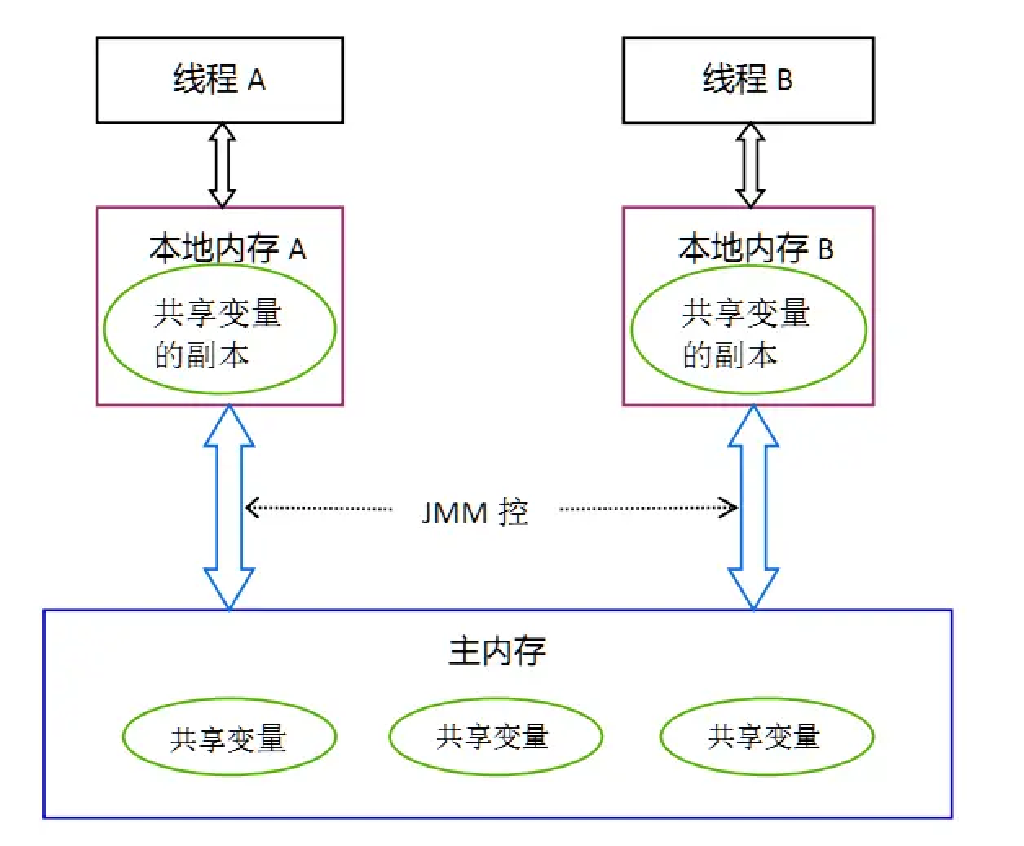 线程 A
线程 B
本地内存 A
共享变量
的副本
本地内存 B
共享变量
的副本
JMM 控
主内存
共享变量
共享变量
共享变量